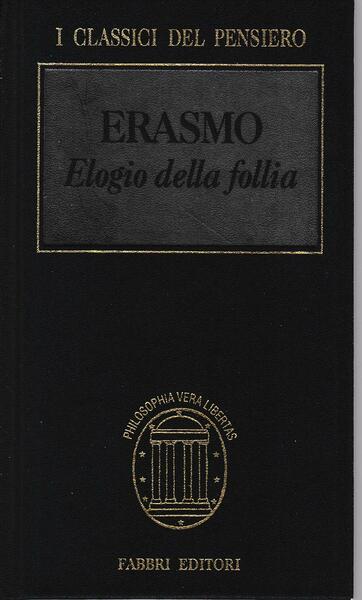 I CLASSICI DEL PENSIERO
ERASMO
Elogio della follia
PHILOSOPHIA VERA LIBERTAS
FABBRI EDITORI